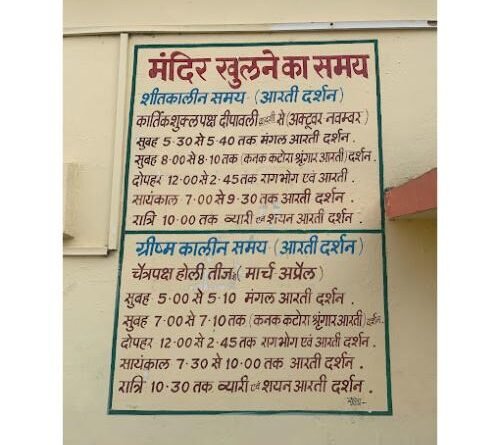 मंदिर खुलने का समय
शीतकालीन समय (आरती दर्शन)
कार्तिकशुक्लपक्ष दीपावली से (अक्टूवर नवम्बर)
सुबह 5.30 से 5.40 तक मंगल आरती दर्शन.
सुबह 8.00 से 8.10 तक (कनक कटोरा श्रृंगार आरती) दर्शन.
दोपहर 12.00 से 2.45 तक राग भोग एवं आरती.
सायंकाल 7.00 से 9.30 तक आरती दर्शन.
रात्रि 10.00 तक व्यारी एवं शयन आरती दर्शन.
ग्रीष्म कालीन समय (आरती दर्शन)
चैत्रपक्ष होली तीज (मार्च अप्रैल)
सुबह 5.00 से 5.10 मंगल आरती दर्शन.
सुबह 7.00 से 7.10 तक (कनक कटोरा श्रृंगार आरती) दर्शन.
दोपहर 12.00 से 2.45 तक राग भोग एवं आरती दर्शन.
सायंकाल 7.30 से 10.00 तक आरती दर्शन.
रात्रि 10.30 तक व्यारी एवं शयन आरती दर्शन.